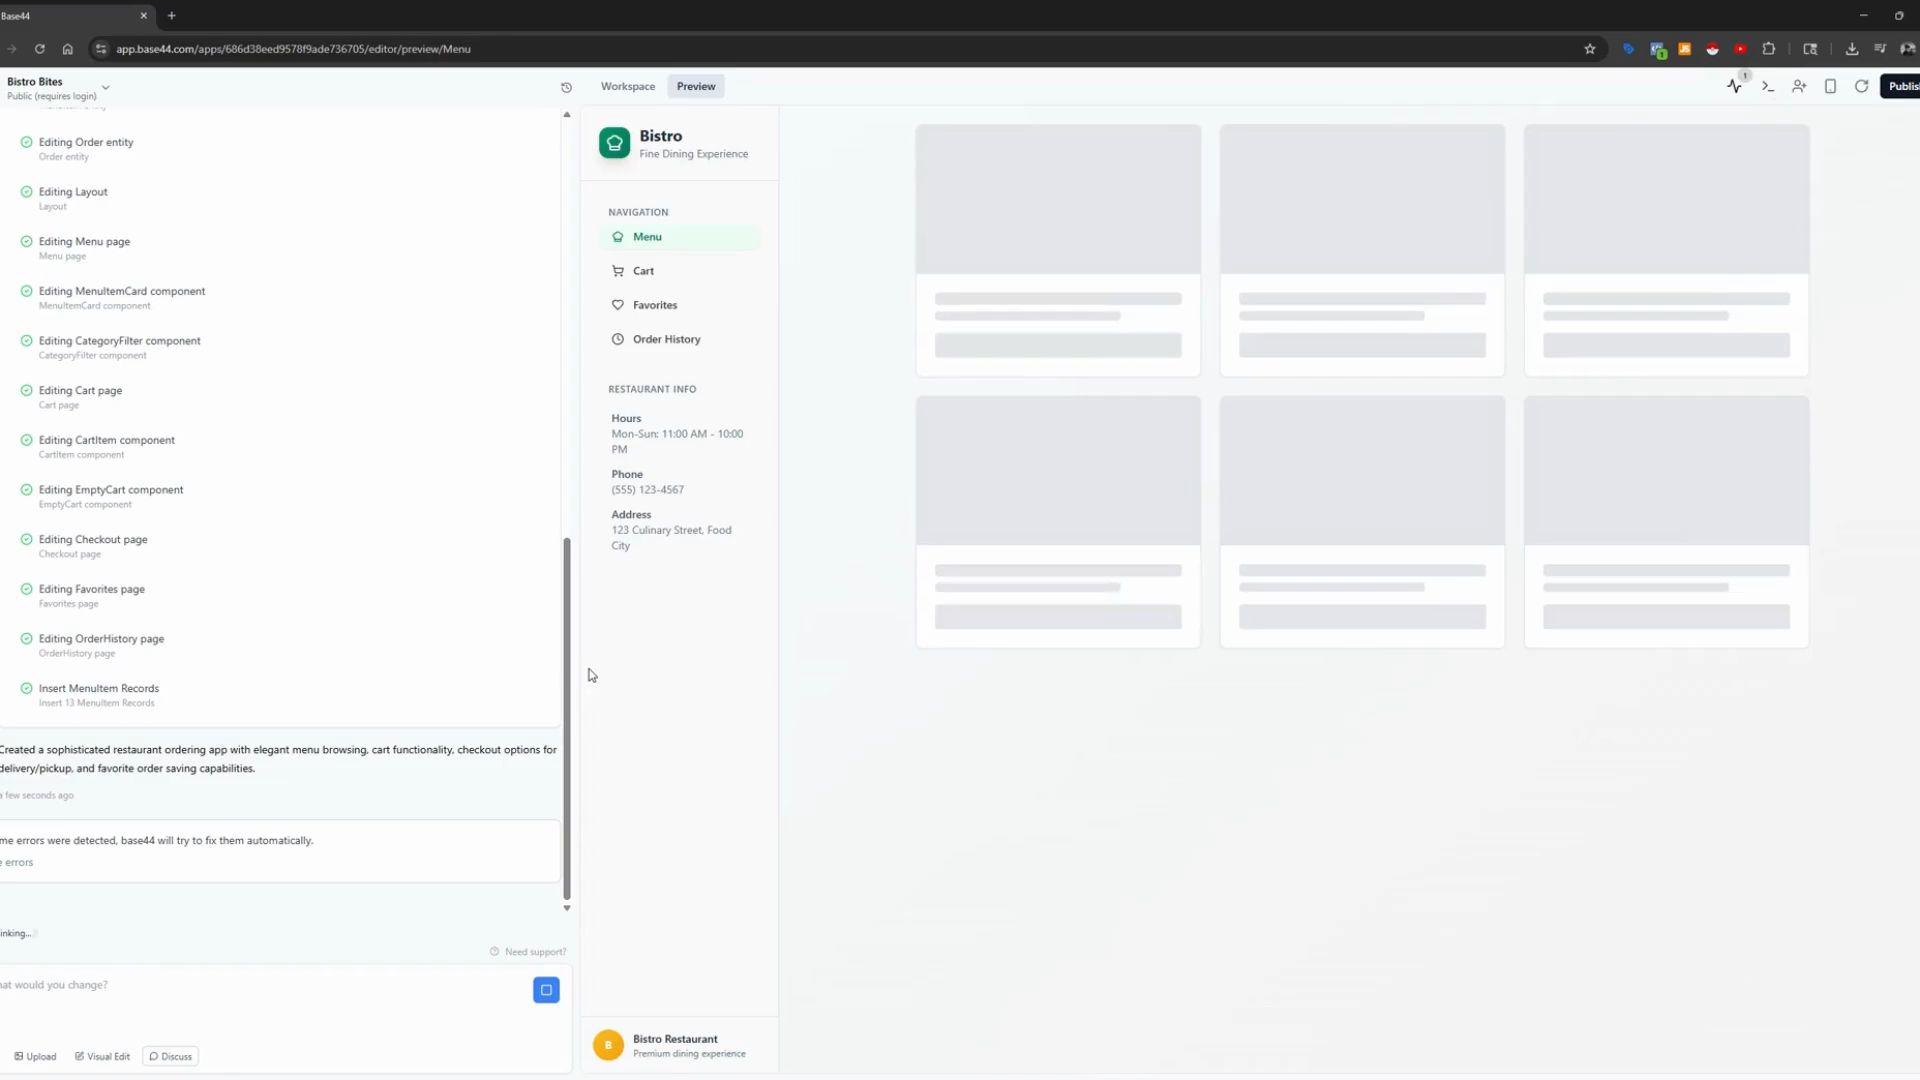 Base44
app.base44.com/apps/686d38eed9578f9ade736705/editor/preview/Menu
1
Bistro Bites
Public (requires login)
Workspace
Preview
1
Publis
Editing Order entity
Order entity
Editing Layout
Layout
Editing Menu page
Menu page
Editing MenuItemCard component
MenuItemCard component
Editing CategoryFilter component
CategoryFilter component
Editing Cart page
Cart page
Editing CartItem component
CartItem component
Editing EmptyCart component
EmptyCart component
Editing Checkout page
Checkout page
Editing Favorites page
Favorites page
Editing OrderHistory page
OrderHistory page
Insert MenuItem Records
Insert 13 MenuItem Records
Created a sophisticated restaurant ordering app with elegant menu browsing, cart functionality, checkout options for
delivery/pickup, and favorite order saving capabilities.
a few seconds ago
me errors were detected, base44 will try to fix them automatically.
e errors
inking...
Need support?
hat would you change?
Upload
Visual Edit
Discuss
Bistro
Fine Dining Experience
NAVIGATION
Menu
Cart
Favorites
Order History
RESTAURANT INFO
Hours
Mon-Sun: 11:00 AM - 10:00
PM
Phone
(555) 123-4567
Address
123 Culinary Street, Food
City
B
Bistro Restaurant
Premium dining experience